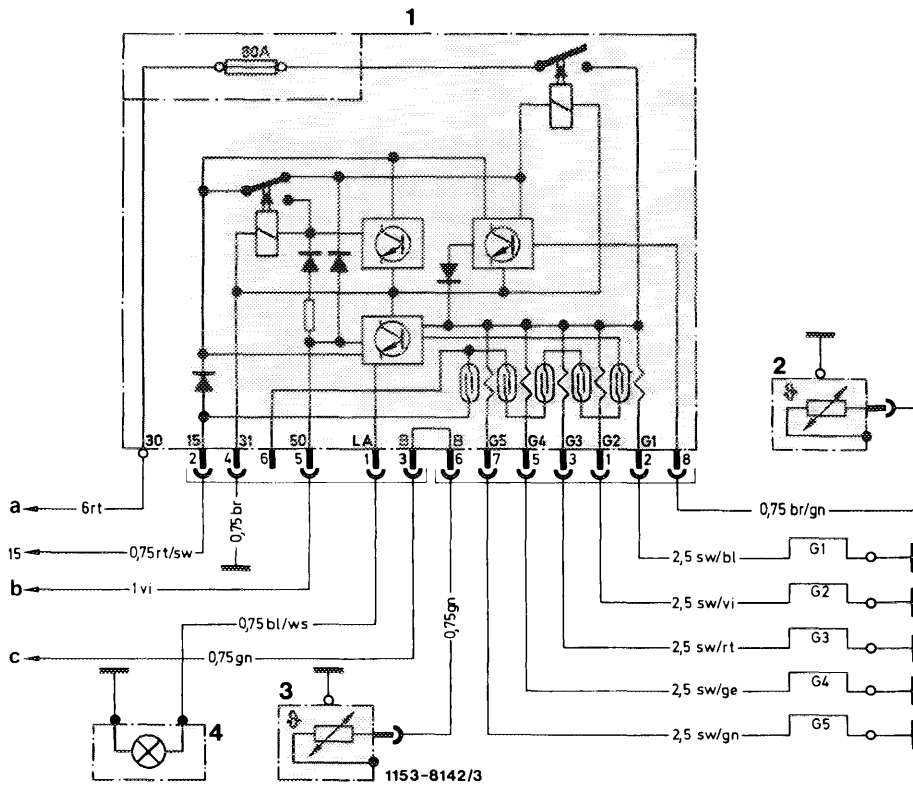 1
80A
2
30 15 31 50 LA B B G5 G4 G3 G2 G1
2 4 6 5 1 3 6 7 5 3 1 2 8
a 6rt
0,75 br
0,75 br/gn
15 0,75rt/sw
2,5 sw/bl G1
b 1vi
2,5 sw/vi G2
0,75 bl/ws
0,75gn
2,5 sw/rt G3
c 0,75gn
2,5 sw/ge G4
3
4
2,5 sw/gn G5
1153-8142/3